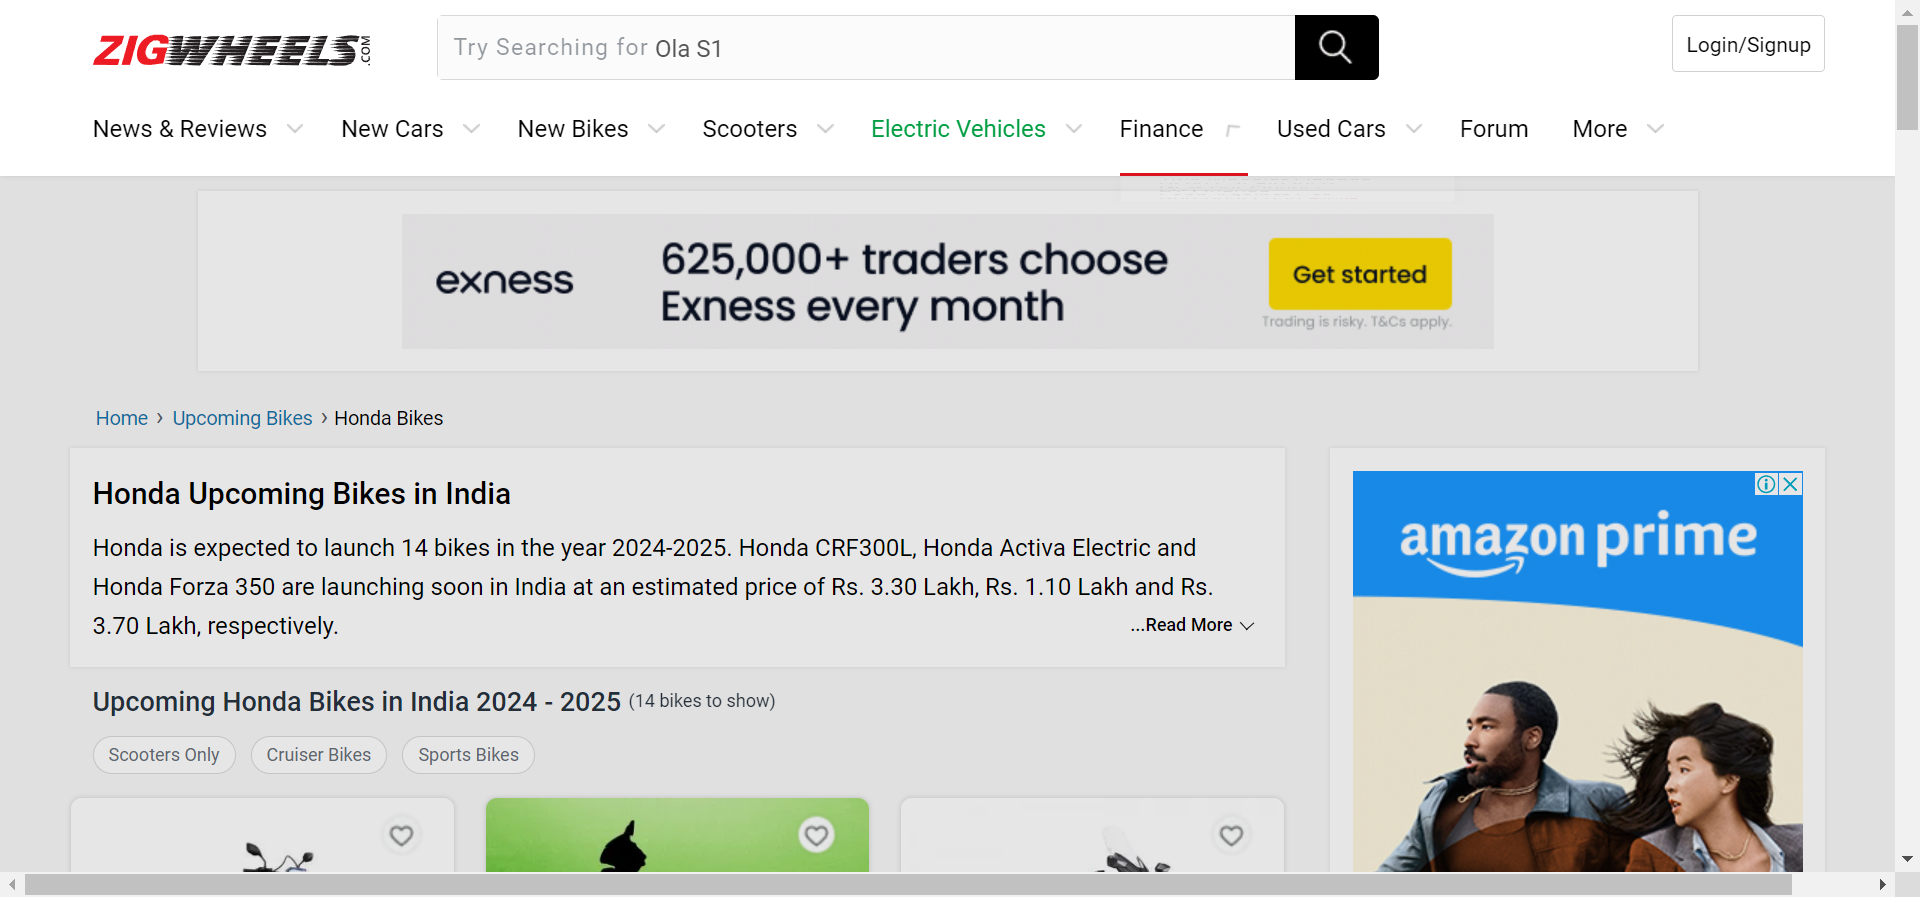 ZIGWHEELS.COM
Try Searching for Ola S1
Login/Signup
News & Reviews
New Cars
New Bikes
Scooters
Electric Vehicles
Finance
Used Cars
Forum
More
exness
625,000+ traders choose
Exness every month
Get started
Trading is risky. T&Cs apply.
Home › Upcoming Bikes › Honda Bikes
Honda Upcoming Bikes in India
Honda is expected to launch 14 bikes in the year 2024-2025. Honda CRF300L, Honda Activa Electric and
Honda Forza 350 are launching soon in India at an estimated price of Rs. 3.30 Lakh, Rs. 1.10 Lakh and Rs.
3.70 Lakh, respectively.
...Read More
Upcoming Honda Bikes in India 2024 - 2025 (14 bikes to show)
Scooters Only
Cruiser Bikes
Sports Bikes
amazon prime